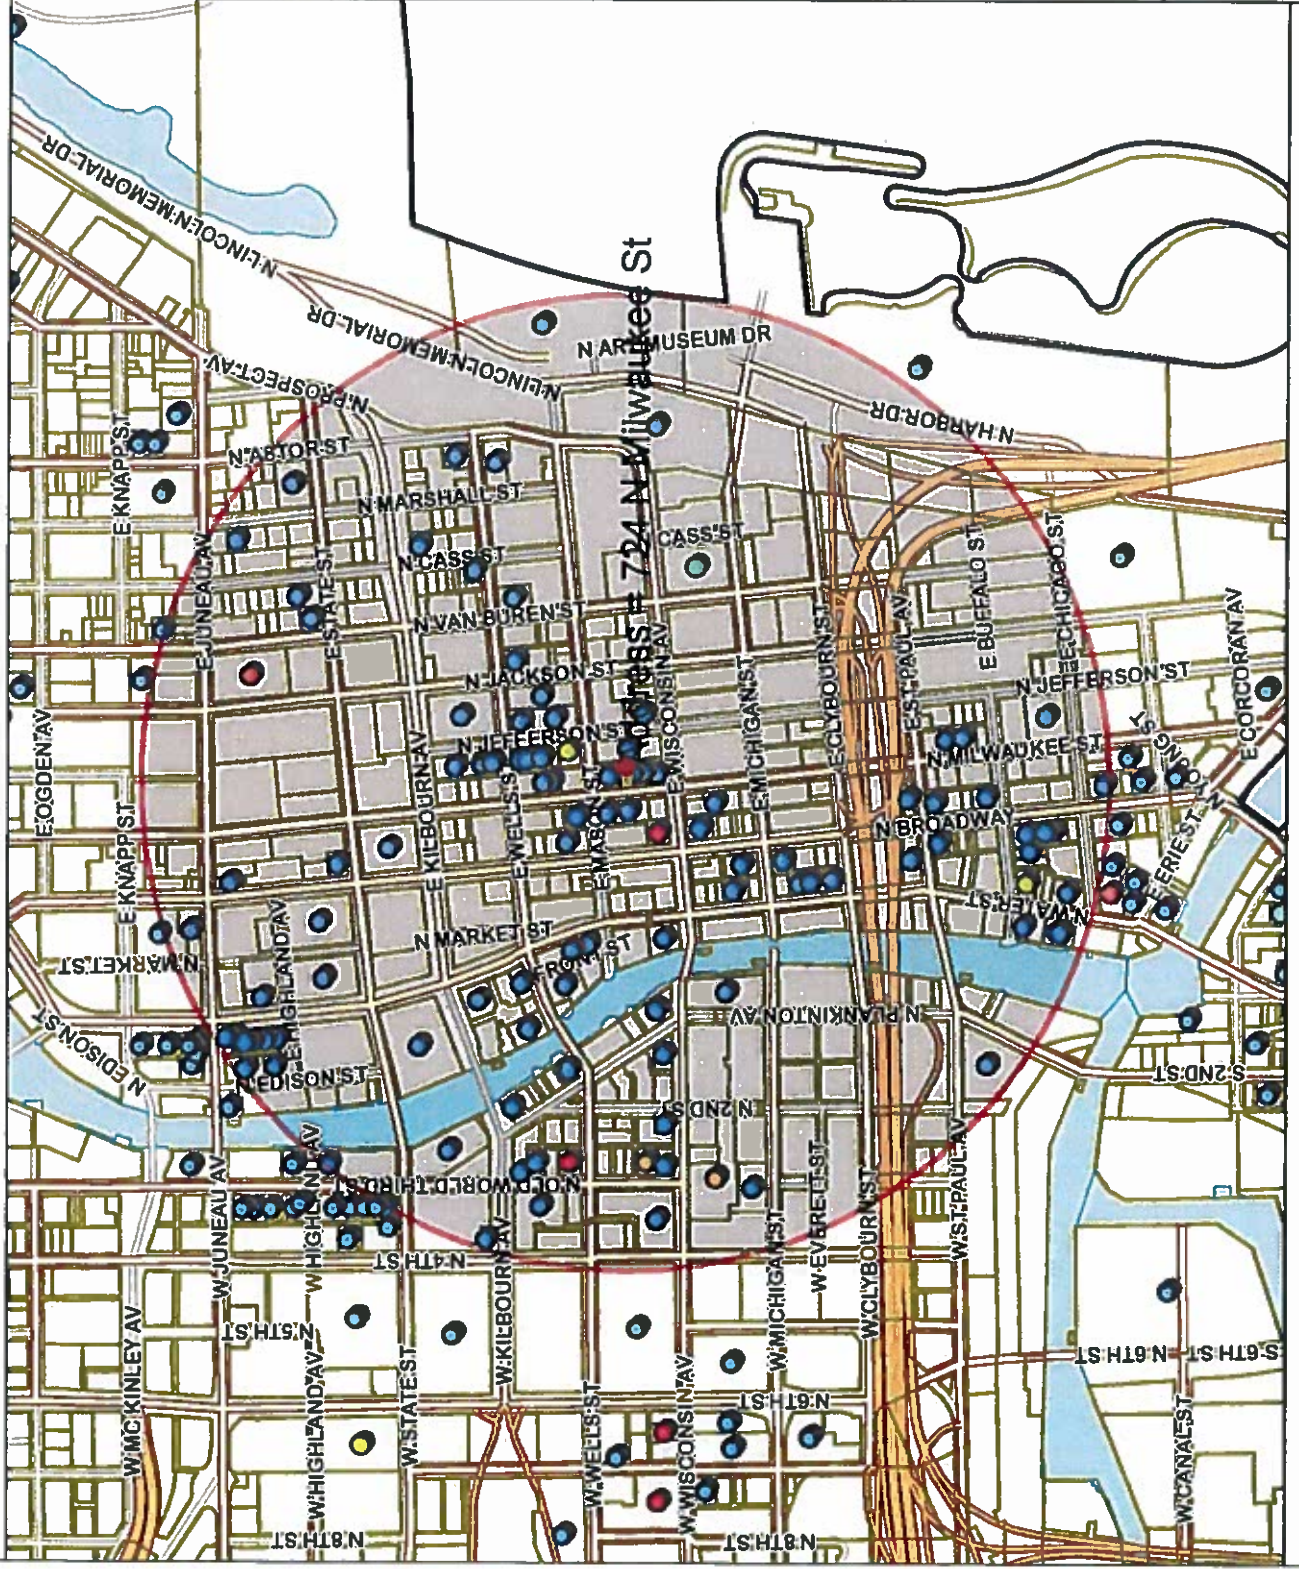 N LINCOLN MEMORIAL DR
N LINCOLN MEMORIAL DR
N LINCOLN MEMORIAL DR
N PROSPECT AV
N ART MUSEUM DR
N HARBOR DR
E KNAPP ST
N ASTOR ST
N MARSHALL ST
N CASS ST
N CASS ST
E JUNEAU AV
E STATE ST
N VAN BUREN ST
Address = 724 N Milwaukee St
E CLYBOURN ST
E ST PAUL AV
E BUFFALO ST
E CHICAGO ST
E CORCORAN AV
N JACKSON ST
N JEFFERSON ST
N JEFFERSON ST
E OGDEN AV
E KILBOURN AV
E WELLS S
E MASON ST
E WISCONSIN AV
E MICHIGAN ST
N MILWAUKEE ST
N YOUNG ST
N BROADWAY
E KNAPP ST
E HIGHLAND AV
N MARKET ST
N MARKET ST
FRONT ST
N WATER ST
E ERIE ST
N EDISON ST
N EDISON ST
N PLANKINTON AV
N 2ND ST
S 2ND ST
N OLD WORLD THIRD S
W JUNEAU AV
W HIGHLAND AV
N 4TH ST
W KILBOURN AV
W MICHIGAN ST
W EVERETT ST
W CLYBOURN ST
W ST PAUL AV
W MC KINLEY AV
N 5TH ST
W HIGHLAND AV
W STATE ST
W WELLS ST
W WISCONSIN AV
N 6TH ST
N 6TH ST
S 6TH ST
W CANAL ST
N 8TH ST
N 8TH ST